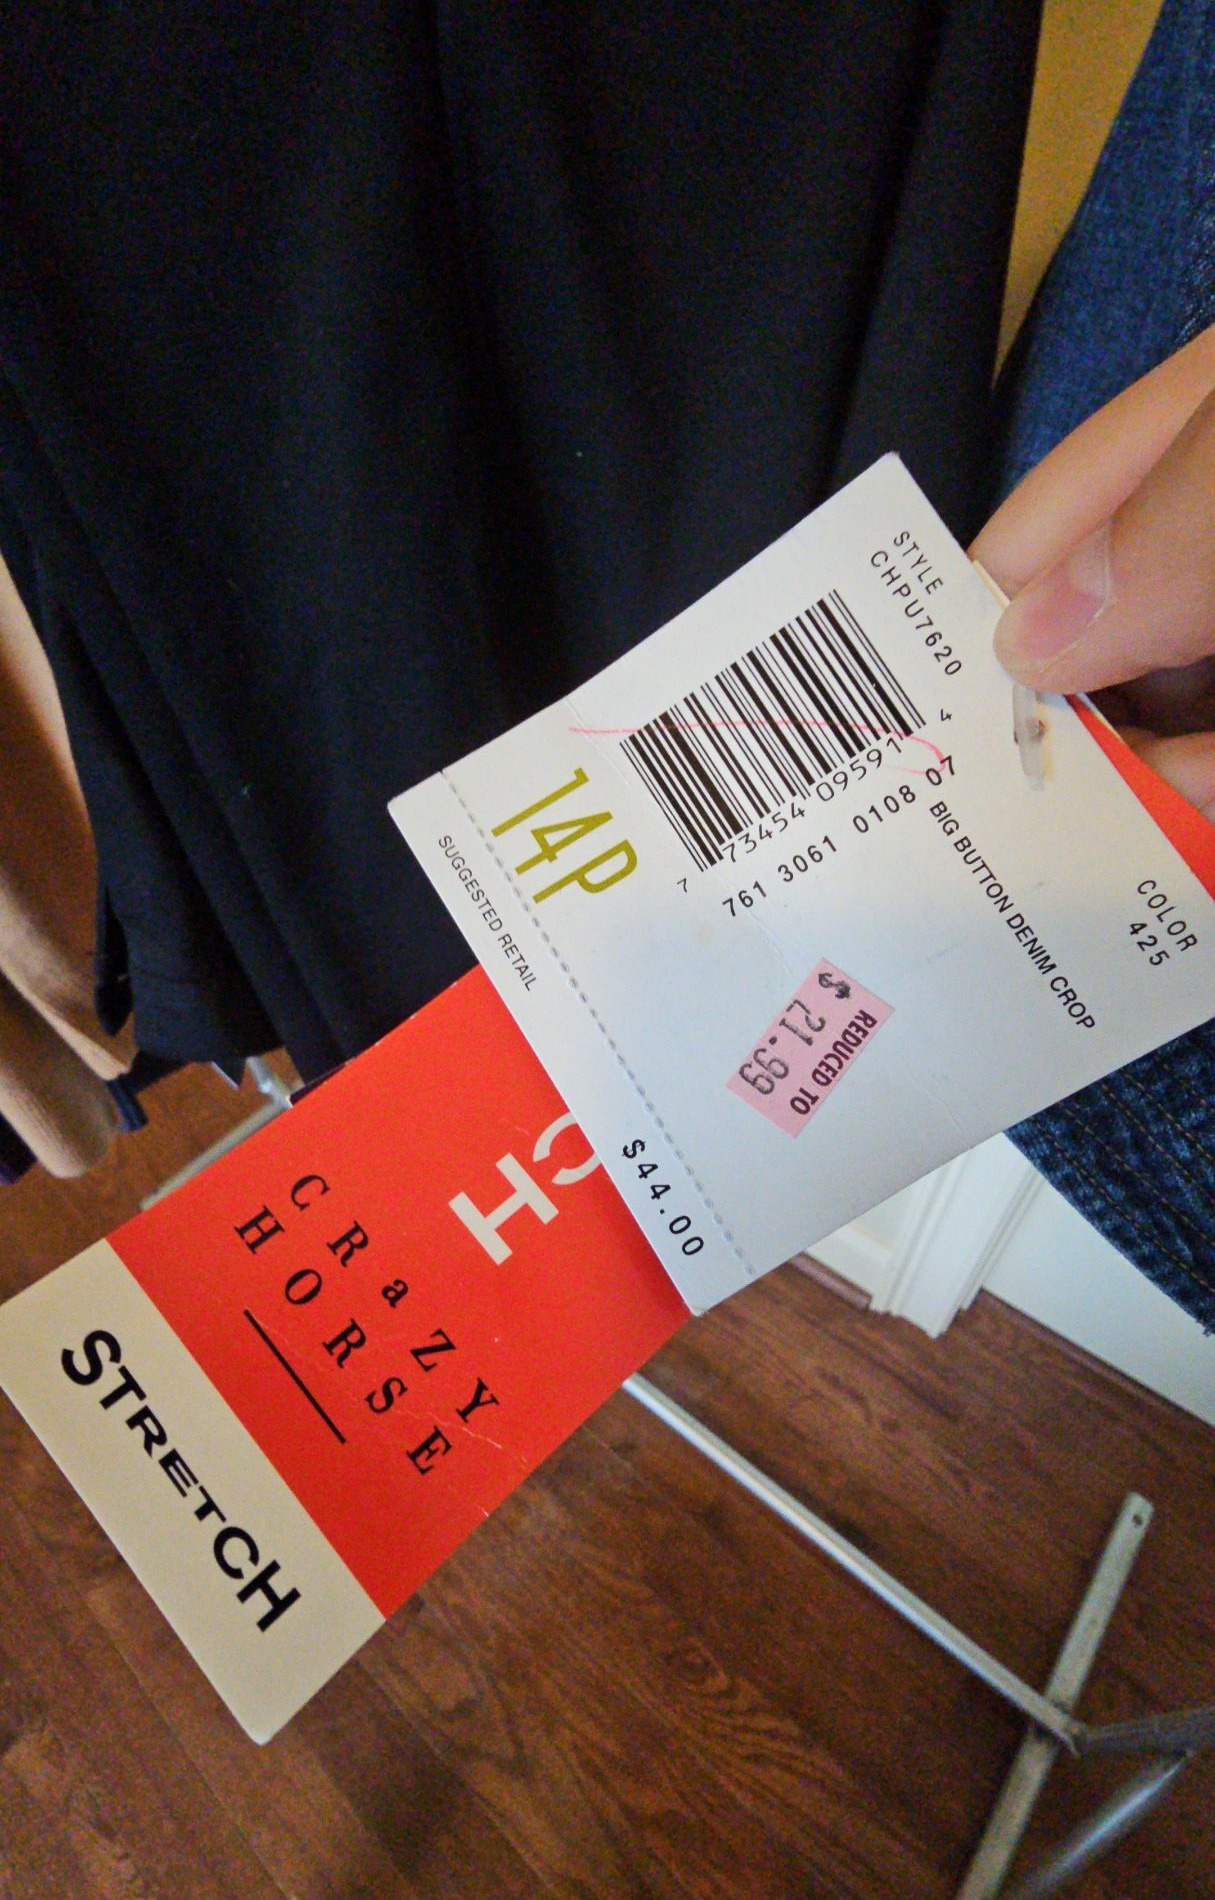 STYLE
CHPU7620
4
7 73454 09591
761 3061 0108 07
BIG BUTTON DENIM CROP
COLOR
425
14P
REDUCED TO
$21.99
SUGGESTED RETAIL
$44.00
CH
CRaZY
HORSE
STRETCH